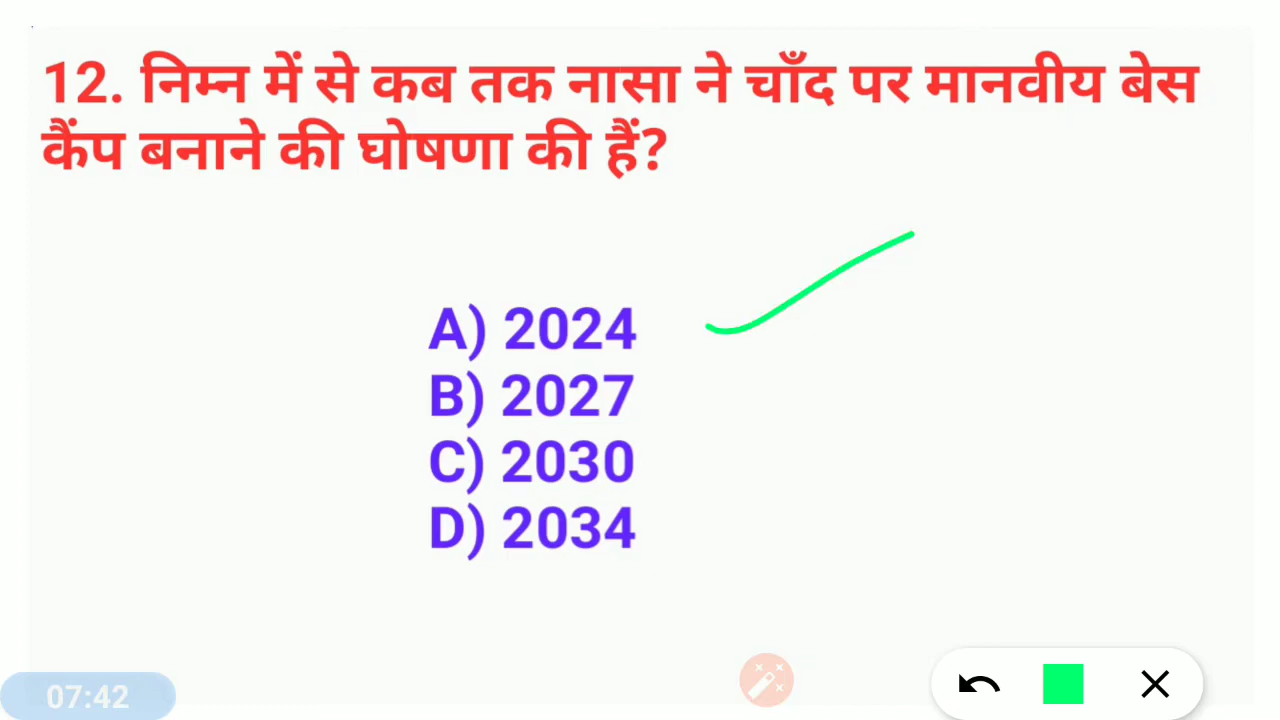 12. निम्न में से कब तक नासा ने चाँद पर मानवीय बेस
कैंप बनाने की घोषणा की हैं?
A) 2024
B) 2027
C) 2030
D) 2034
07:42